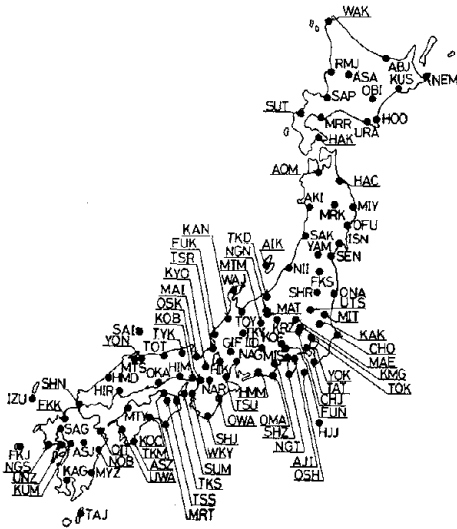 WAK
RMJ
ABJ
ASA
KUS
NEM
OBI
SAP
SUT
MRR
HOO
URA
HAK
AOM
HAC
AKI
MRK
MIY
OFU
KAN
TKD
SAK
ISN
FUK
NGN
AIK
YAM
SEN
TSR
MTM
WAJ
NII
FKS
KYO
SHR
ONA
MAI
UTS
OSK
MAT
MIT
KOB
TOY
KAK
SAI
TYK
KRZ
CHO
YON
TOT
GIF
IID
KOS
MAE
MTS
HIM
HIK
NAG
MIS
KMG
HMD
OKA
TOK
SHN
HIR
NAR
HMM
YOK
IZU
TSU
TAT
FKK
MTY
OWA
OMA
CHJ
SAG
SHJ
SHZ
FUN
FKJ
OIT
KOC
WKY
NGT
HJJ
NGS
ASJ
NOB
TKM
SUM
AJI
UNZ
ASZ
TKS
OSH
KUM
KAG
MYZ
UWA
TSS
MRT
TAJ